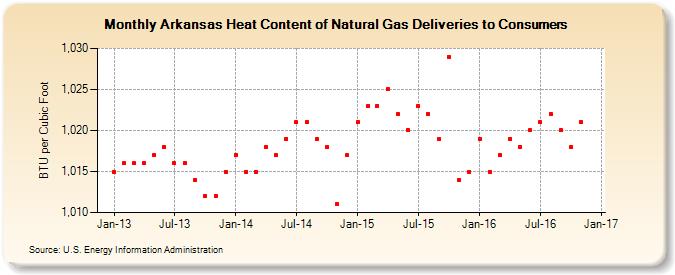 Monthly Arkansas Heat Content of Natural Gas Deliveries to Consumers
BTU per Cubic Foot
1,030
1,025
1,020
1,015
1,010
Jan-13 Jul-13 Jan-14 Jul-14 Jan-15 Jul-15 Jan-16 Jul-16 Jan-17
Source: U.S. Energy Information Administration